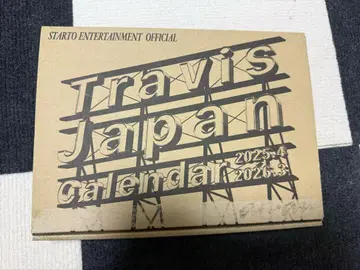 STARTO ENTERTAINMENT OFFICIAL
Travis
Japan
Calendar 2025.4
2026.3